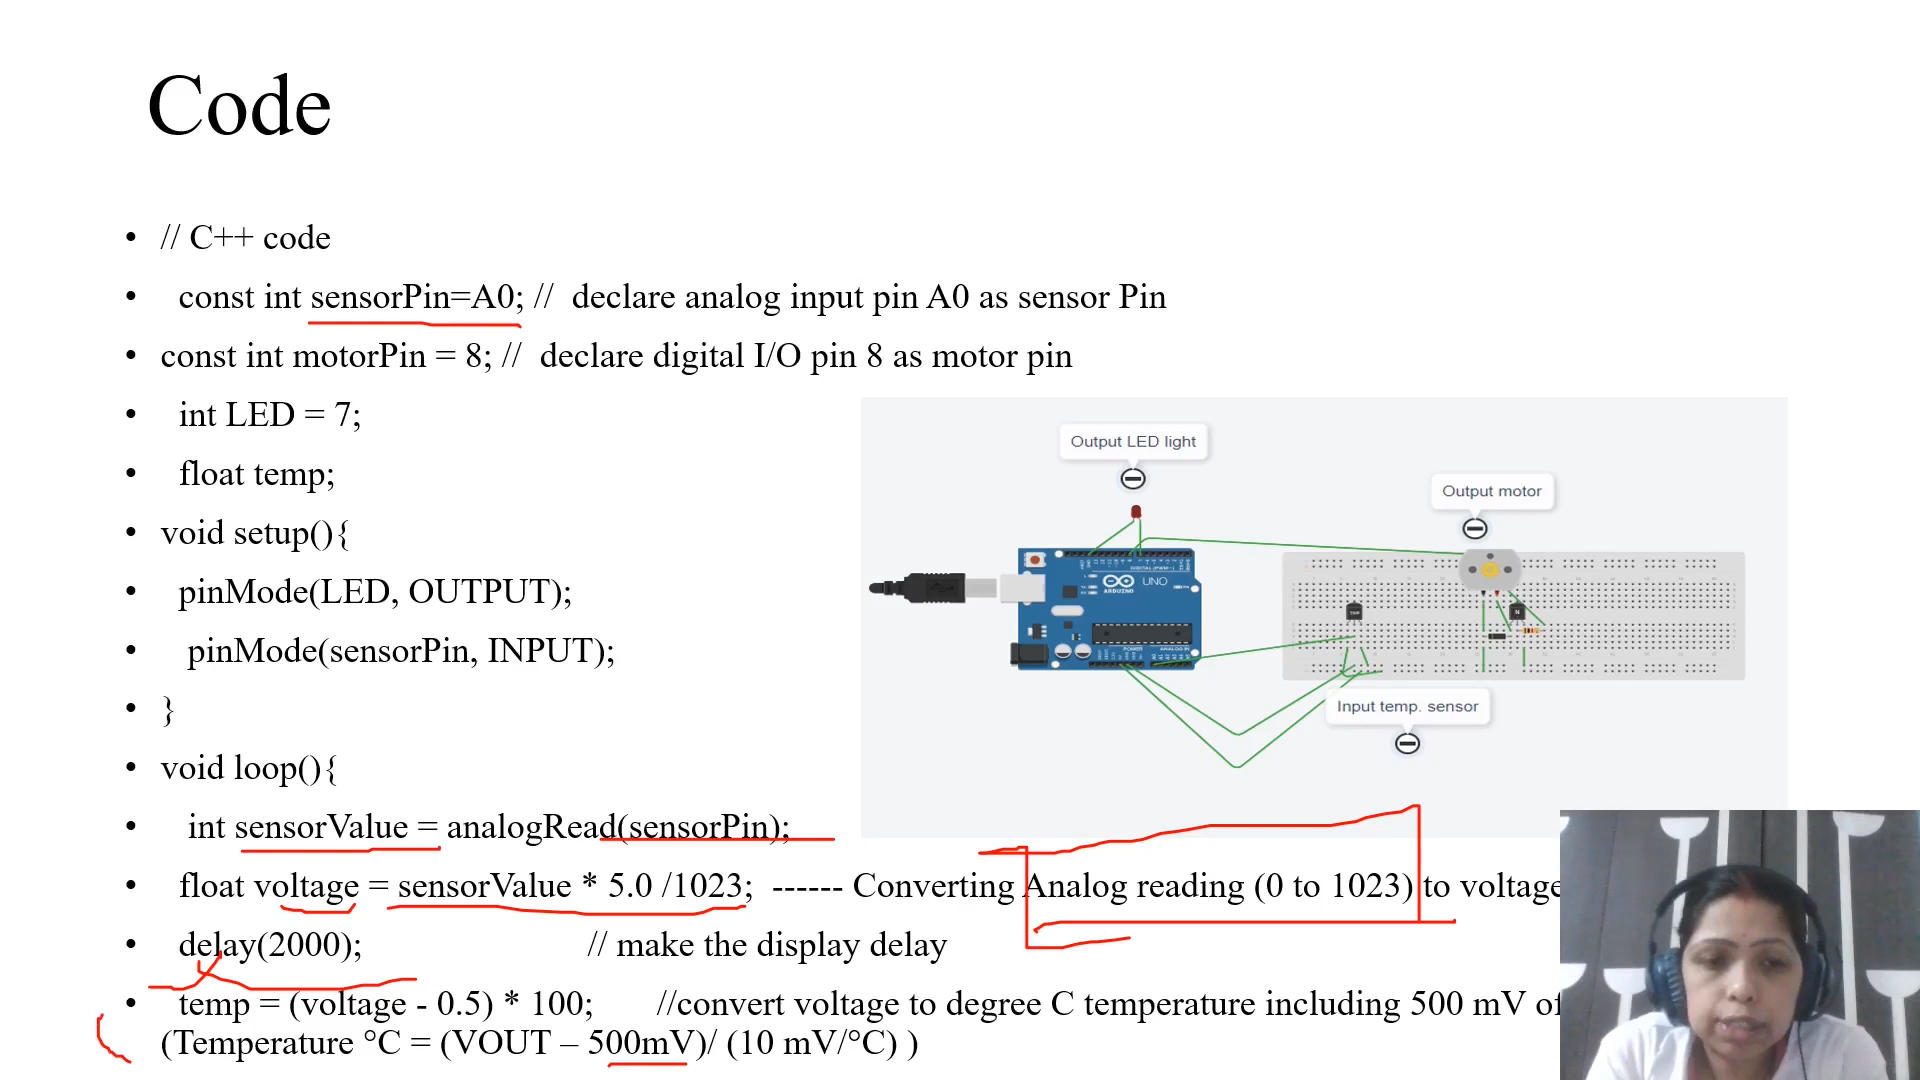 Code
• // C++ code
• const int sensorPin=A0; // declare analog input pin A0 as sensor Pin
• const int motorPin = 8; // declare digital I/O pin 8 as motor pin
• int LED = 7;
• float temp;
• void setup(){
• pinMode(LED, OUTPUT);
• pinMode(sensorPin, INPUT);
• }
• void loop(){
• int sensorValue = analogRead(sensorPin);
• float voltage = sensorValue * 5.0 /1023; ------ Converting Analog reading (0 to 1023) to voltage
• delay(2000); // make the display delay
• temp = (voltage - 0.5) * 100; //convert voltage to degree C temperature including 500 mV of
(Temperature °C = (VOUT – 500mV)/ (10 mV/°C) )
Output LED light
Output motor
UNO
ARDUINO
POWER
ANALOG IN
TMP
N
Input temp. sensor